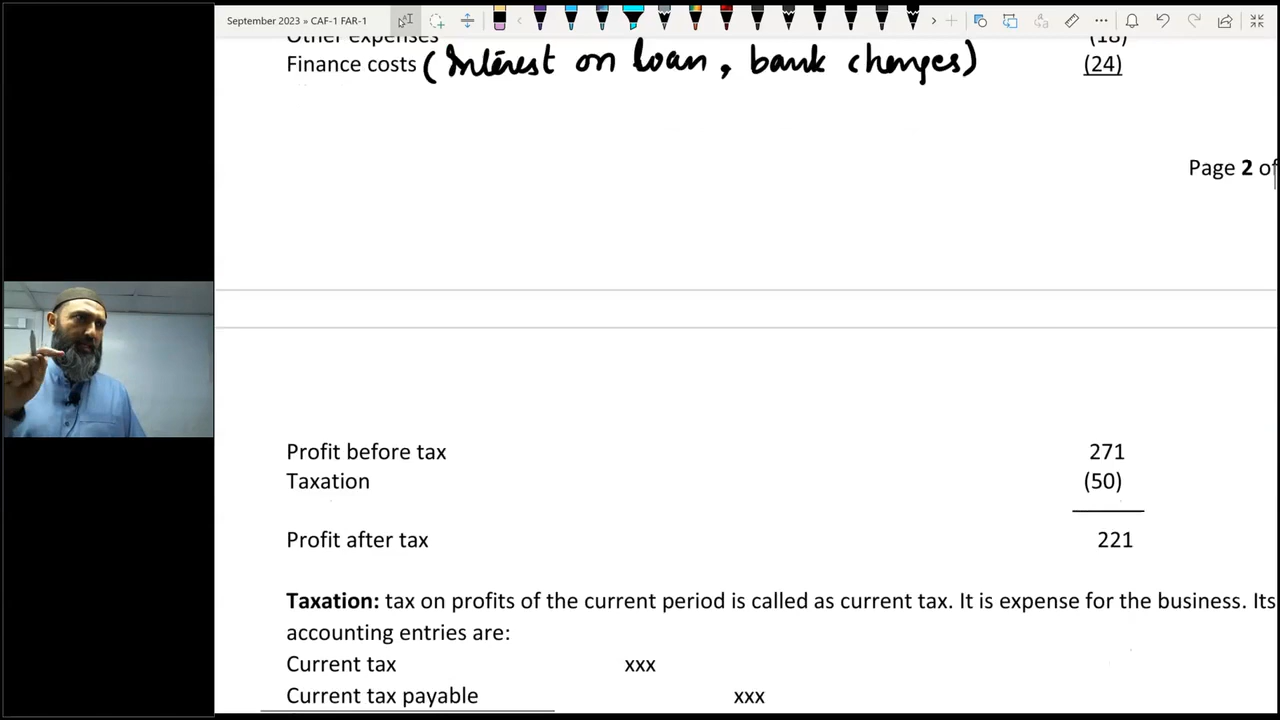 September 2023 » CAF-1 FAR-1
Other expenses (18)
Finance costs (Interest on loan, bank charges) (24)
Page 2 of
Profit before tax 271
Taxation (50)
Profit after tax 221
Taxation: tax on profits of the current period is called as current tax. It is expense for the business. Its
accounting entries are:
Current tax xxx
Current tax payable xxx